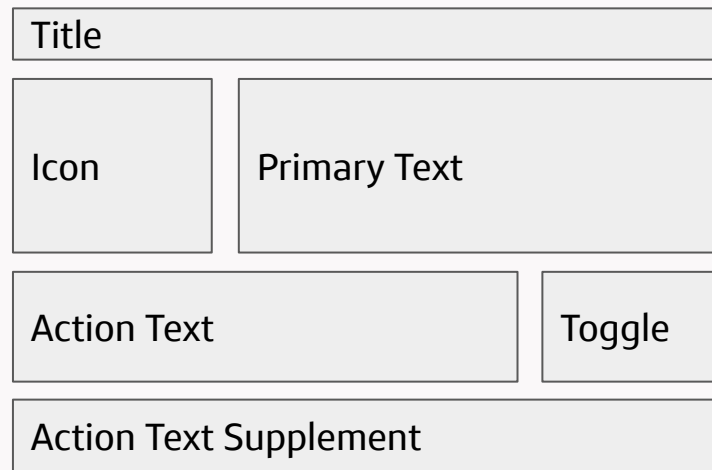 Title
Icon
Primary Text
Action Text
Toggle
Action Text Supplement